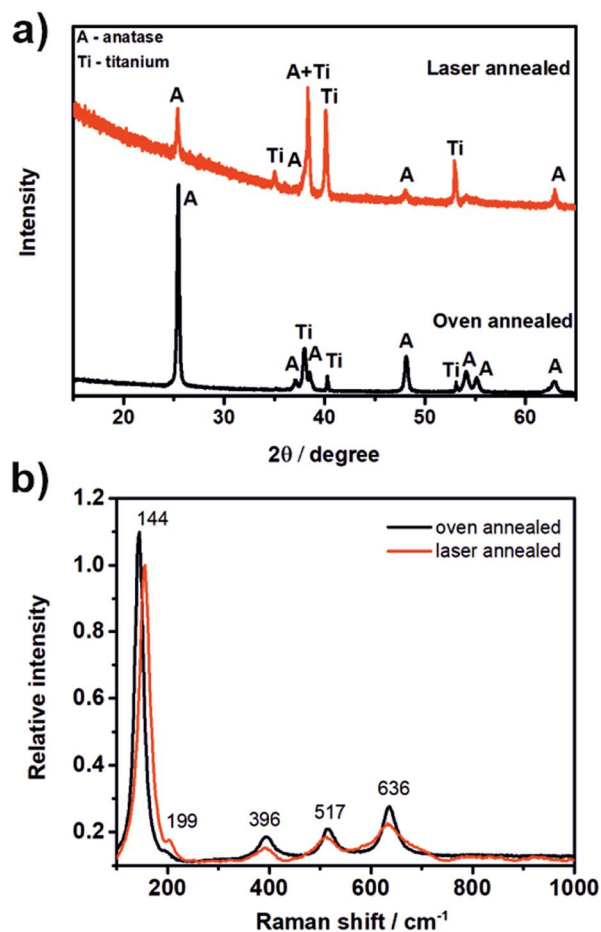 a)
A - anatase
Ti - titanium
Laser annealed
A+Ti
A
Ti
Ti
A
A
Ti
A
A
Oven annealed
Ti
A
A
Ti
A
Ti
A
A
A
Intensity
20 30 40 50 60
2θ / degree
b)
1.2
1.0
0.8
0.6
0.4
0.2
144
199
396
517
636
oven annealed
laser annealed
Relative intensity
200 400 600 800 1000
Raman shift / cm-1